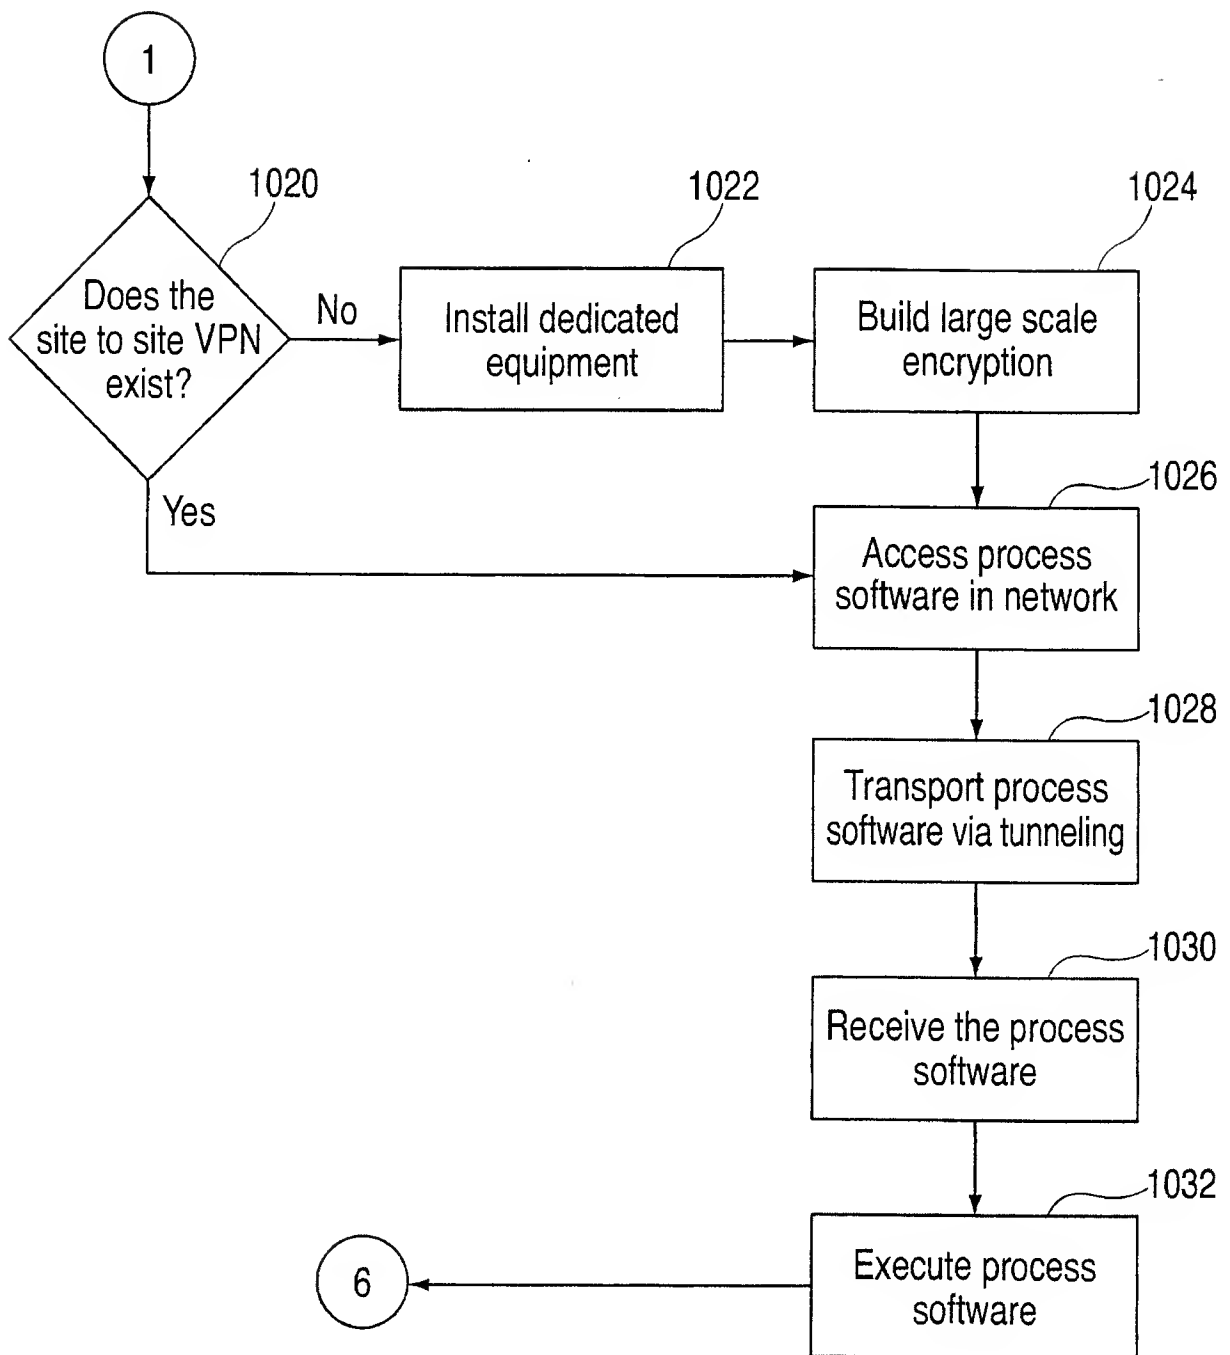 1
1020
1022
1024
Does the
site to site VPN
exist?
No
Install dedicated
equipment
Build large scale
encryption
Yes
1026
Access process
software in network
1028
Transport process
software via tunneling
1030
Receive the process
software
1032
Execute process
software
6